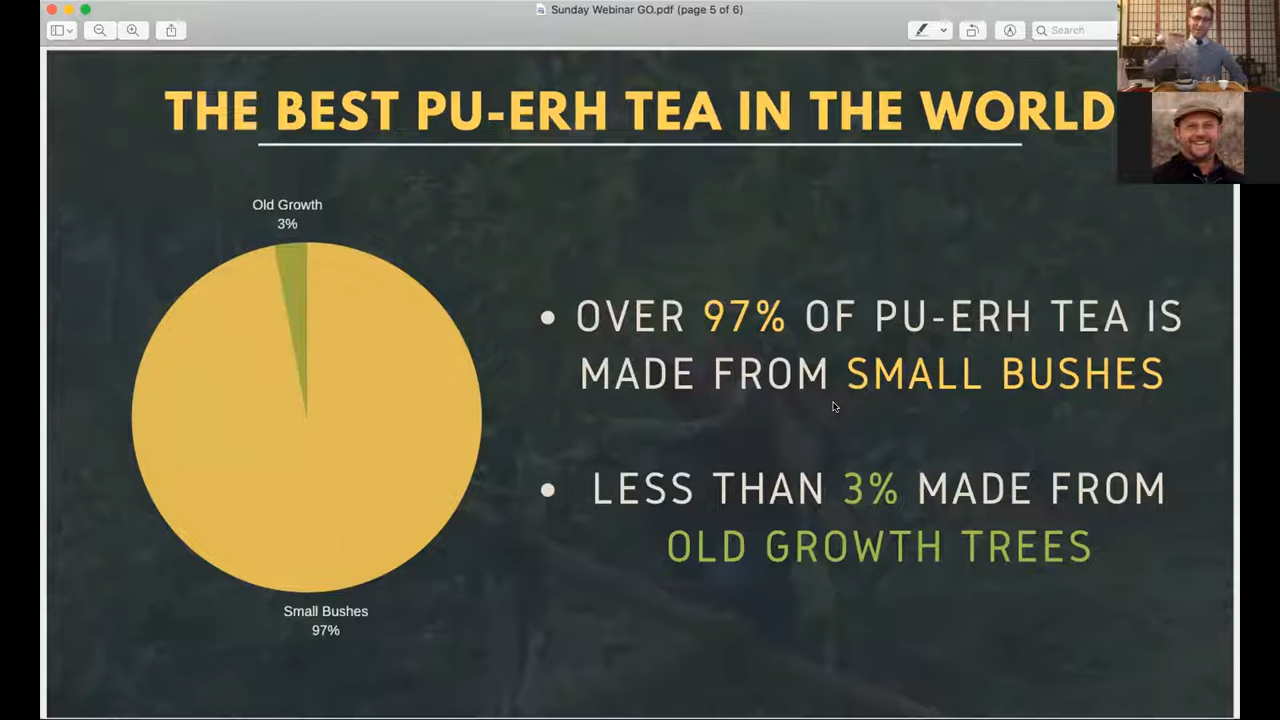 Sunday Webinar GO.pdf (page 5 of 6)
Search
THE BEST PU-ERH TEA IN THE WORLD
Old Growth
3%
Small Bushes
97%
• OVER 97% OF PU-ERH TEA IS
MADE FROM SMALL BUSHES
• LESS THAN 3% MADE FROM
OLD GROWTH TREES